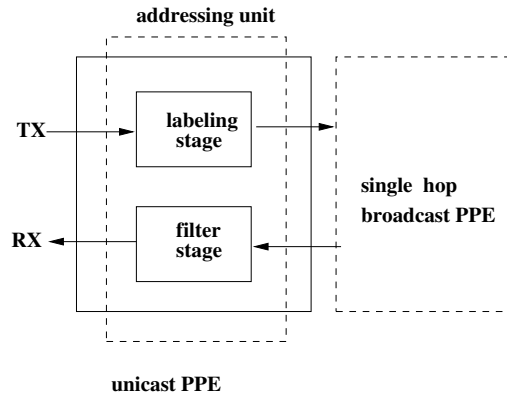 addressing unit
TX
labeling
stage
single hop
broadcast PPE
RX
filter
stage
unicast PPE